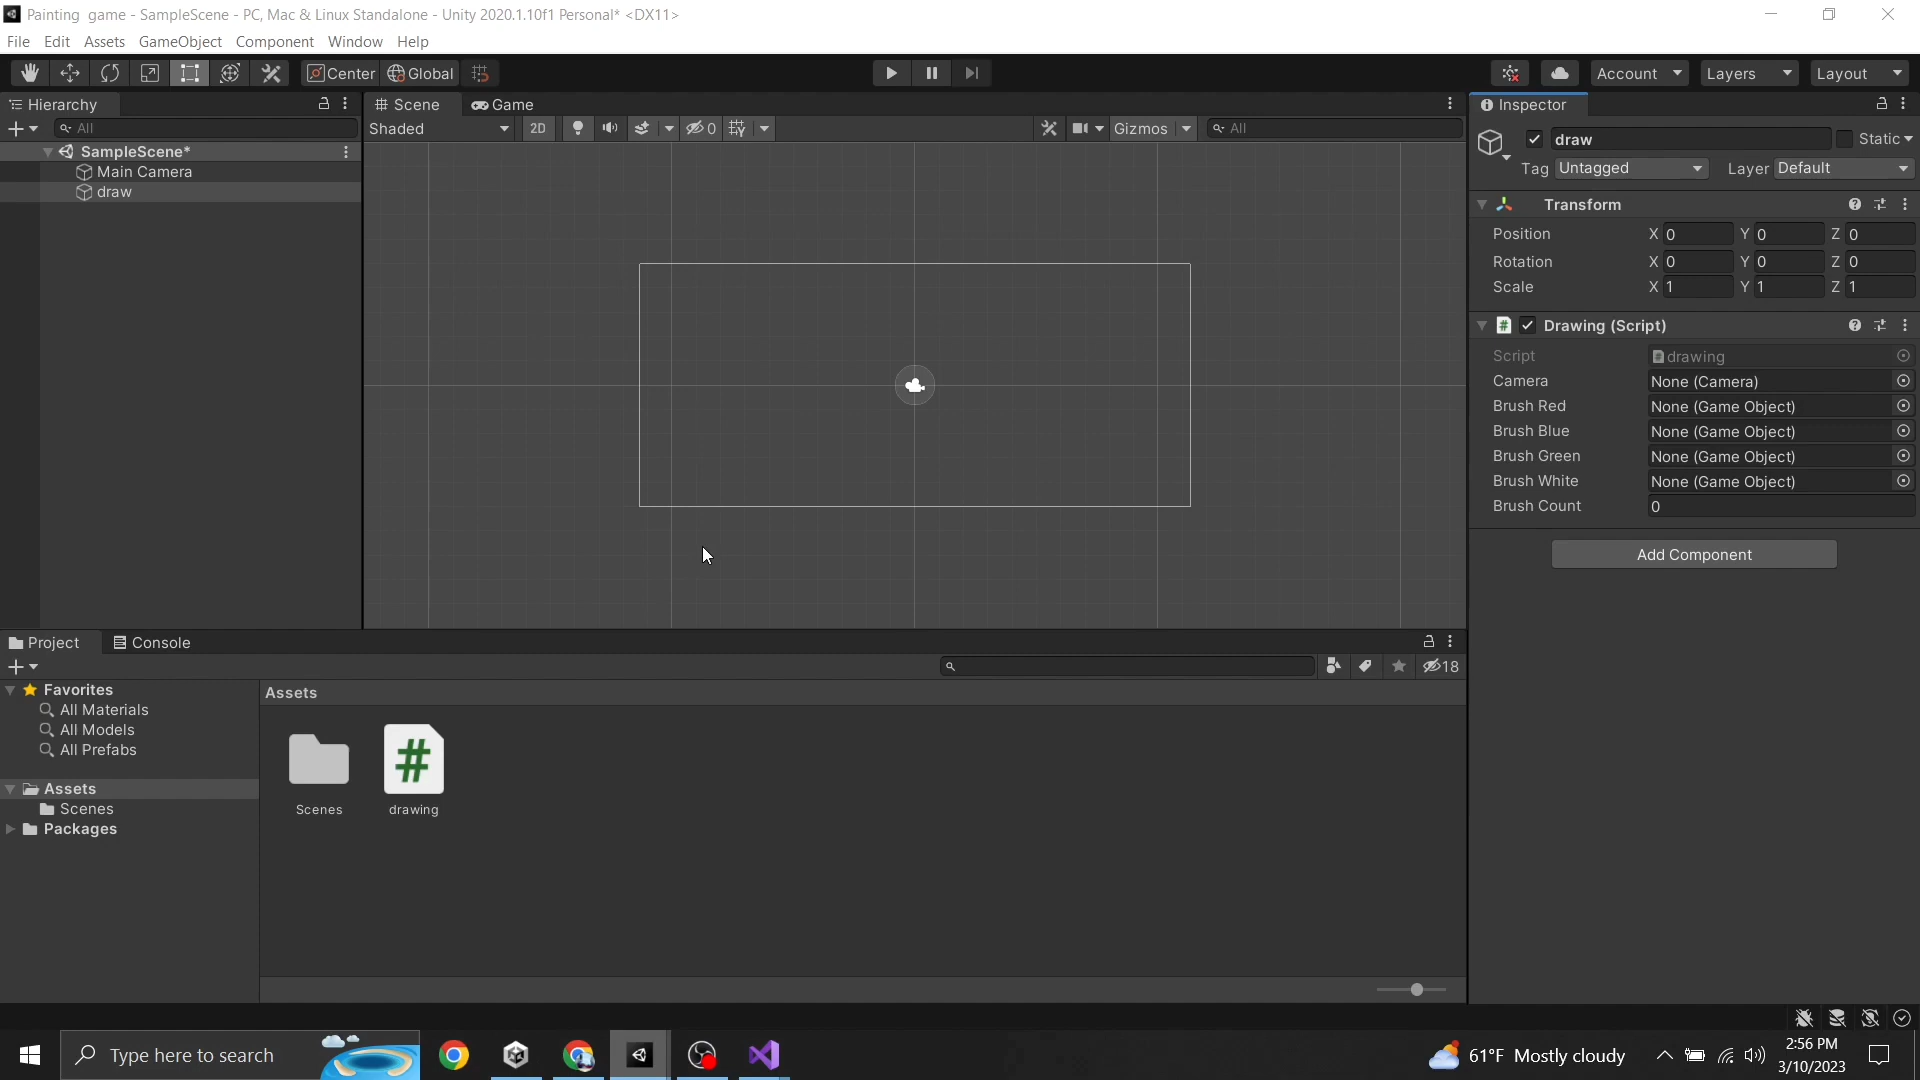 Painting game - SampleScene - PC, Mac & Linux Standalone - Unity 2020.1.10f1 Personal* <DX11>
File Edit Assets GameObject Component Window Help
Center Global Account Layers Layout
Hierarchy
All
SampleScene*
Main Camera
draw
Scene Game
Shaded 2D 0 Gizmos All
Inspector
draw Static
Tag Untagged Layer Default
Transform
Position X 0 Y 0 Z 0
Rotation X 0 Y 0 Z 0
Scale X 1 Y 1 Z 1
# Drawing (Script)
Script drawing
Camera None (Camera)
Brush Red None (Game Object)
Brush Blue None (Game Object)
Brush Green None (Game Object)
Brush White None (Game Object)
Brush Count 0
Add Component
Project Console
18
Favorites
All Materials
All Models
All Prefabs
Assets
Scenes
Packages
Assets
#
Scenes drawing
Type here to search
61°F Mostly cloudy
2:56 PM
3/10/2023